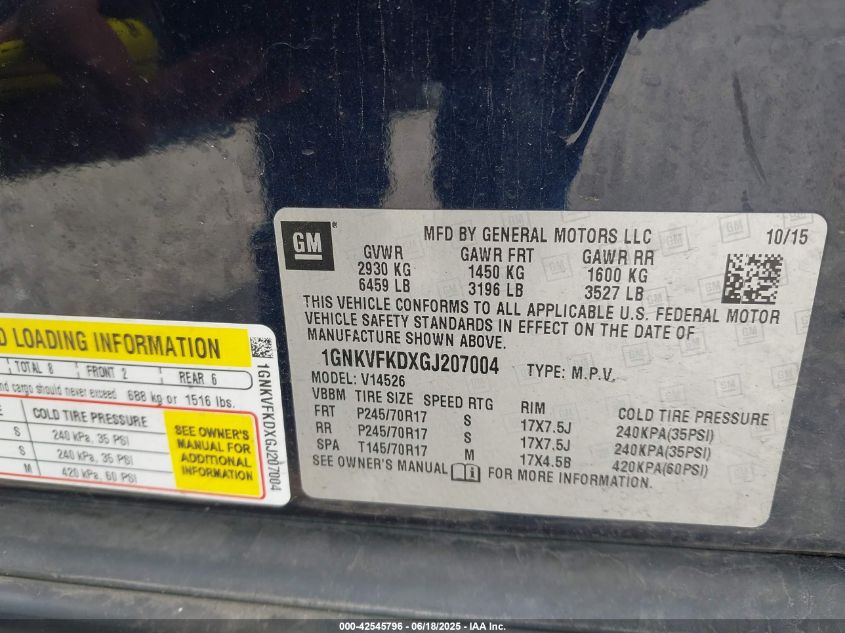 GM
MFD BY GENERAL MOTORS LLC 10/15
GVWR GAWR FRT GAWR RR
2930 KG 1450 KG 1600 KG
6459 LB 3196 LB 3527 LB
THIS VEHICLE CONFORMS TO ALL APPLICABLE U.S. FEDERAL MOTOR
VEHICLE SAFETY STANDARDS IN EFFECT ON THE DATE OF
MANUFACTURE SHOWN ABOVE.
1GNKVFKDXGJ207004 TYPE: M.P.V.
MODEL: V14526
VBBM TIRE SIZE SPEED RTG RIM COLD TIRE PRESSURE
FRT P245/70R17 S 17X7.5J 240KPA(35PSI)
RR P245/70R17 S 17X7.5J 240KPA(35PSI)
SPA T145/70R17 M 17X4.5B 420KPA(60PSI)
SEE OWNER'S MANUAL FOR MORE INFORMATION.
LOADING INFORMATION
TOTAL 8 FRONT 2 REAR 6
and cargo should never exceed 688 kg or 1516 lbs.
COLD TIRE PRESSURE
S 240 kPa, 35 PSI
S 240 kPa, 35 PSI
M 420 kPa, 60 PSI
SEE OWNER'S
MANUAL FOR
ADDITIONAL
INFORMATION
1GNKVFKDXGJ207004
000-42545796 - 06/18/2025 - IAA Inc.